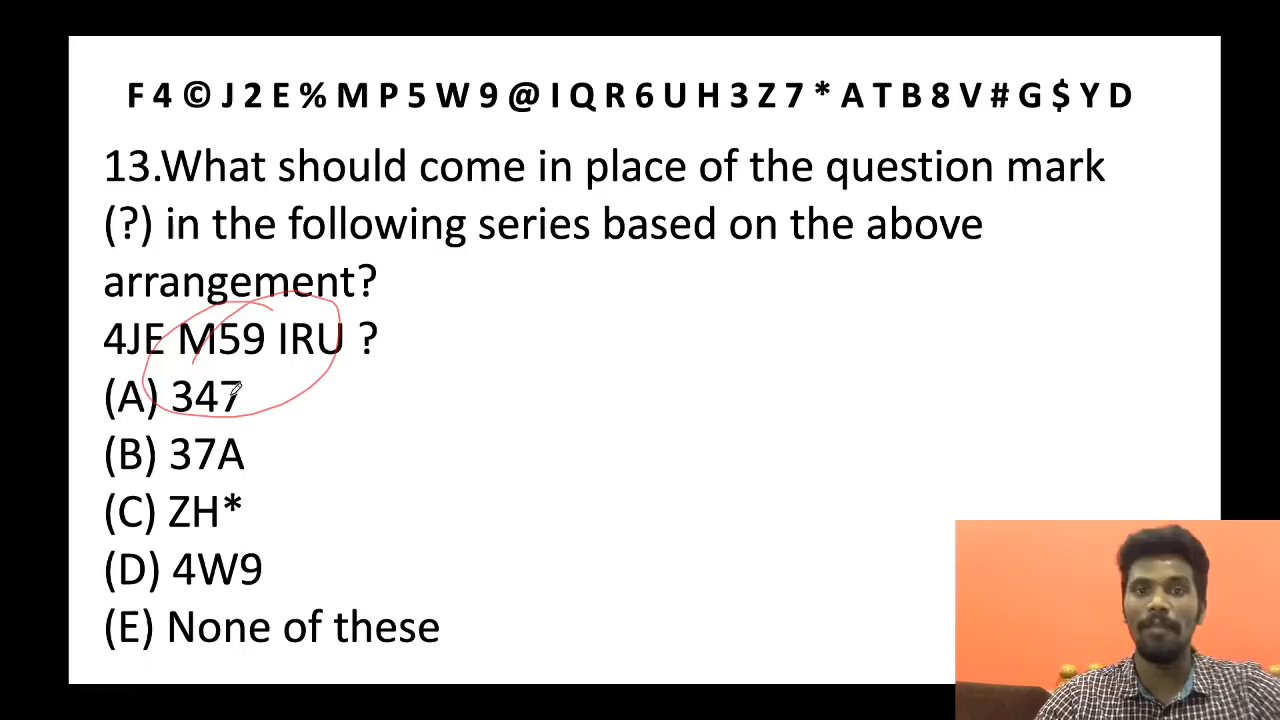 F 4 © J 2 E % M P 5 W 9 @ I Q R 6 U H 3 Z 7 * A T B 8 V # G $ Y D
13.What should come in place of the question mark
(?) in the following series based on the above
arrangement?
4JE M59 IRU ?
(A) 347
(B) 37A
(C) ZH*
(D) 4W9
(E) None of these